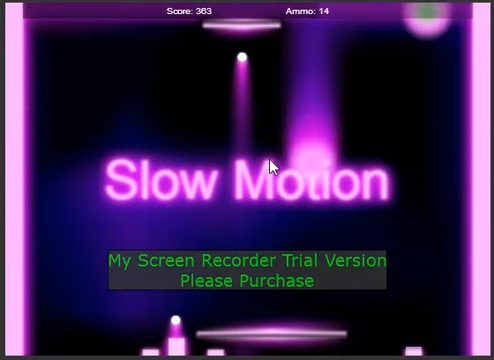 Score: 363 Ammo: 14
Slow Motion
My Screen Recorder Trial Version
Please Purchase